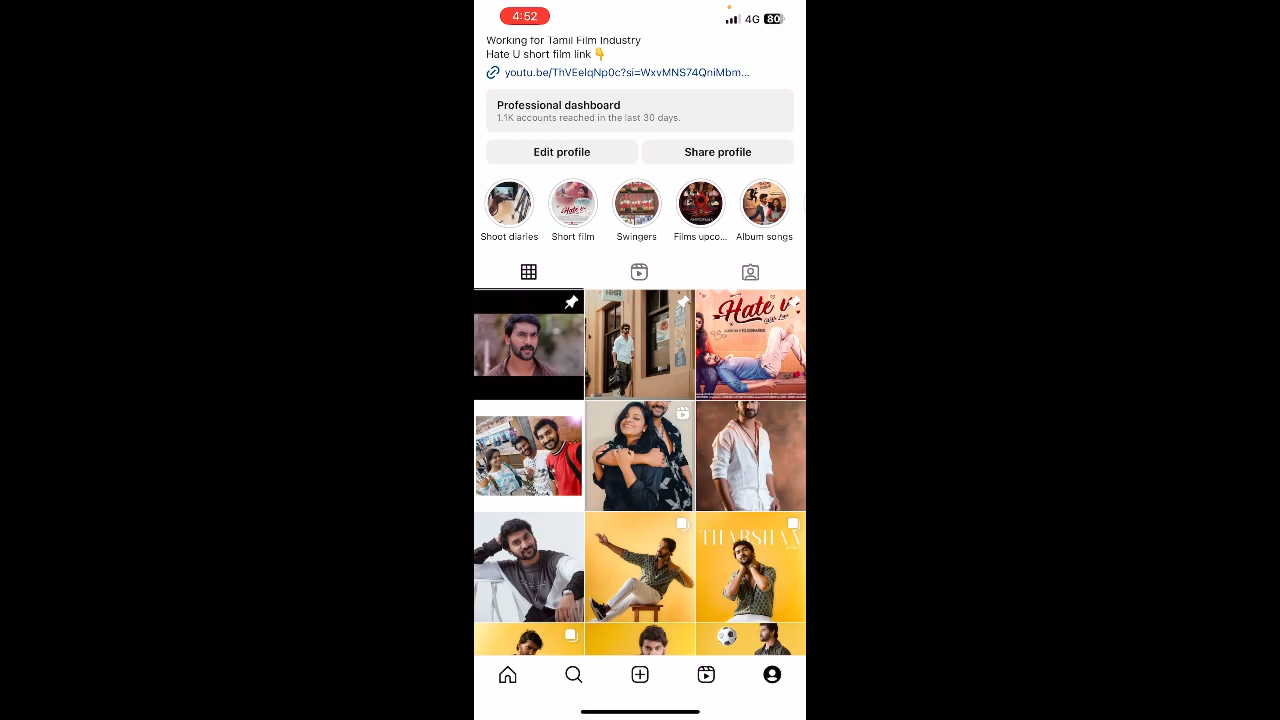 4:52
4G 80
Working for Tamil Film Industry
Hate U short film link
youtu.be/ThVEelqNp0c?si=WxvMNS74QniMbm...
Professional dashboard
1.1K accounts reached in the last 30 days.
Edit profile
Share profile
Shoot diaries
Short film
Swingers
Films upco...
Album songs
Hate U
With Love
THARSHAN